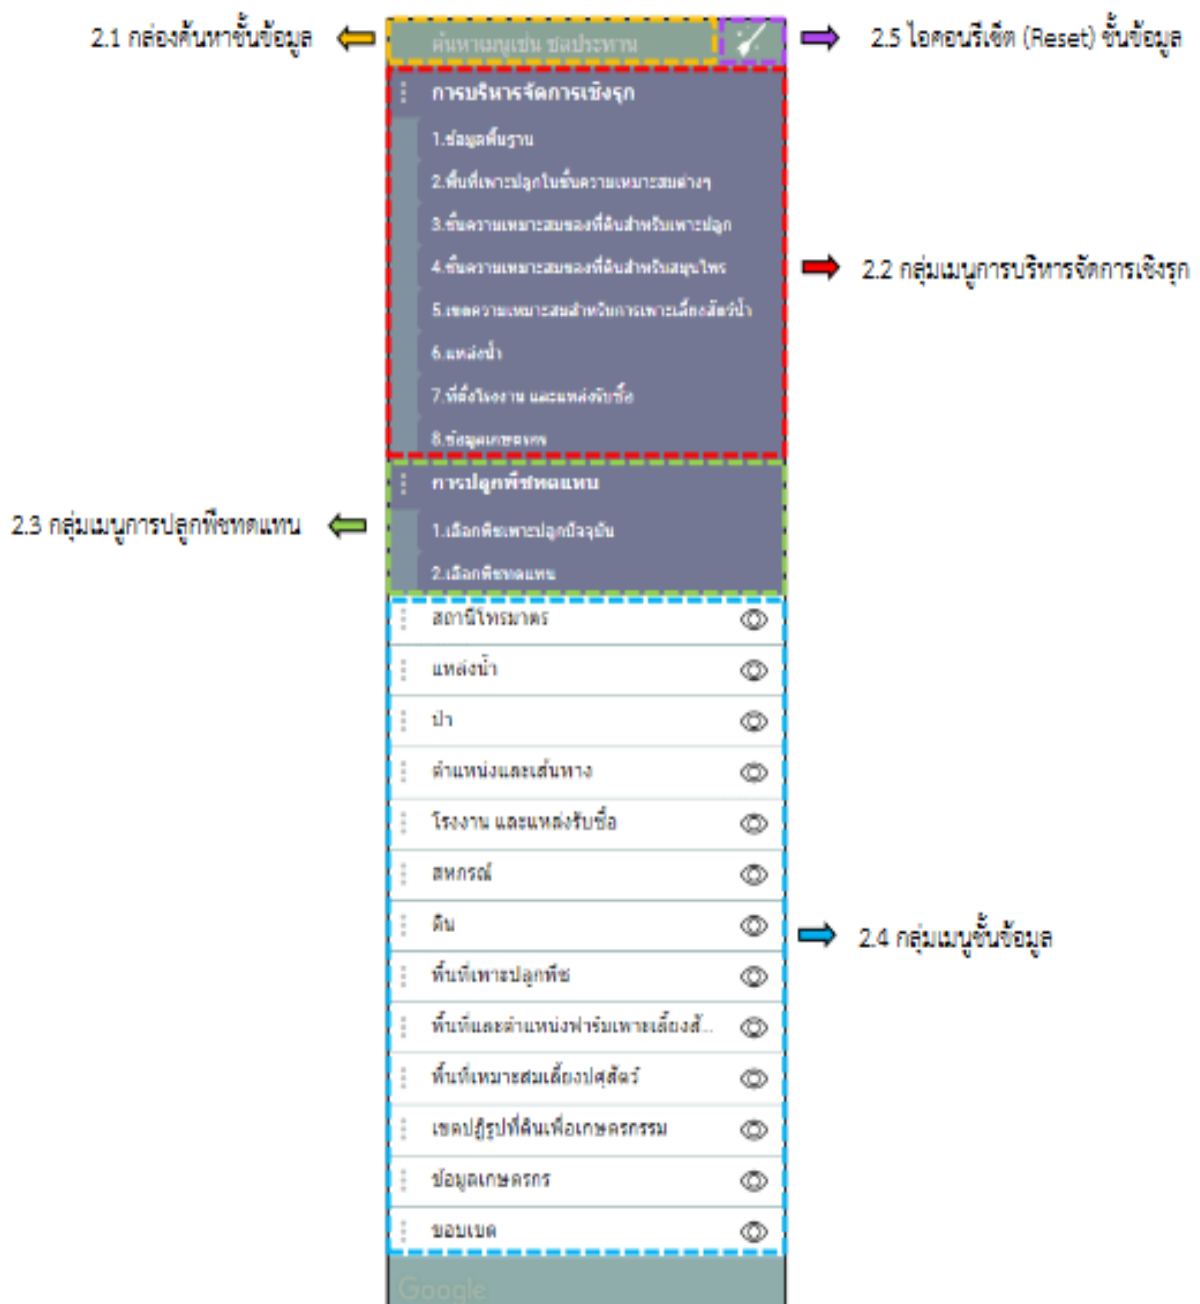 2.1 กล่องค้นหาชั้นข้อมูล
ค้นหาเมนูเช่น ชลประทาน
2.5 ไอคอนรีเซ็ต (Reset) ชั้นข้อมูล
การบริหารจัดการเชิงรุก
1.ข้อมูลพื้นฐาน
2.พื้นที่เพาะปลูกในชั้นความเหมาะสมต่างๆ
3.ชั้นความเหมาะสมของที่ดินสำหรับเพาะปลูก
4.ชั้นความเหมาะสมของที่ดินสำหรับสมุนไพร
2.2 กลุ่มเมนูการบริหารจัดการเชิงรุก
5.เขตความเหมาะสมสำหรับการเพาะเลี้ยงสัตว์น้ำ
6.แหล่งน้ำ
7.ที่ตั้งโรงงาน และแหล่งรับซื้อ
8.ข้อมูลเกษตรกร
การปลูกพืชทดแทน
2.3 กลุ่มเมนูการปลูกพืชทดแทน
1.เลือกพืชเพาะปลูกปัจจุบัน
2.เลือกพืชทดแทน
สถานีโทรมาตร
แหล่งน้ำ
ป่า
ตำแหน่งและเส้นทาง
โรงงาน และแหล่งรับซื้อ
สหกรณ์
ดิน
2.4 กลุ่มเมนูชั้นข้อมูล
พื้นที่เพาะปลูกพืช
พื้นที่และตำแหน่งฟาร์มเพาะเลี้ยงสั...
พื้นที่เหมาะสมเลี้ยงปศุสัตว์
เขตปฏิรูปที่ดินเพื่อเกษตรกรรม
ข้อมูลเกษตรกร
ขอบเขต
Google